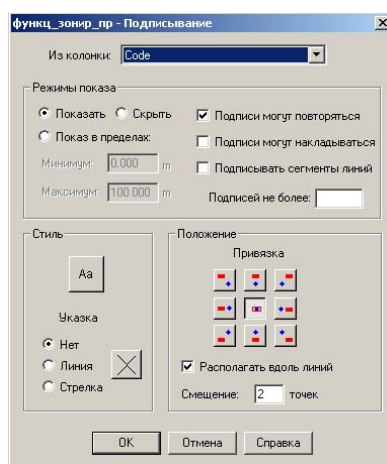 функц_зонир_пр - Подписывание
Из колонки: Code
Режимы показа
Показать Скрыть
Подписи могут повторяться
Показ в пределах:
Подписи могут накладываться
Минимум: 0.000 m
Подписывать сегменты линий
Максимум: 100 000 m
Подписей не более:
Стиль
Положение
Привязка
Aa
Указка
Нет
Линия
Стрелка
Располагать вдоль линий
Смещение: 2 точек
OK Отмена Справка